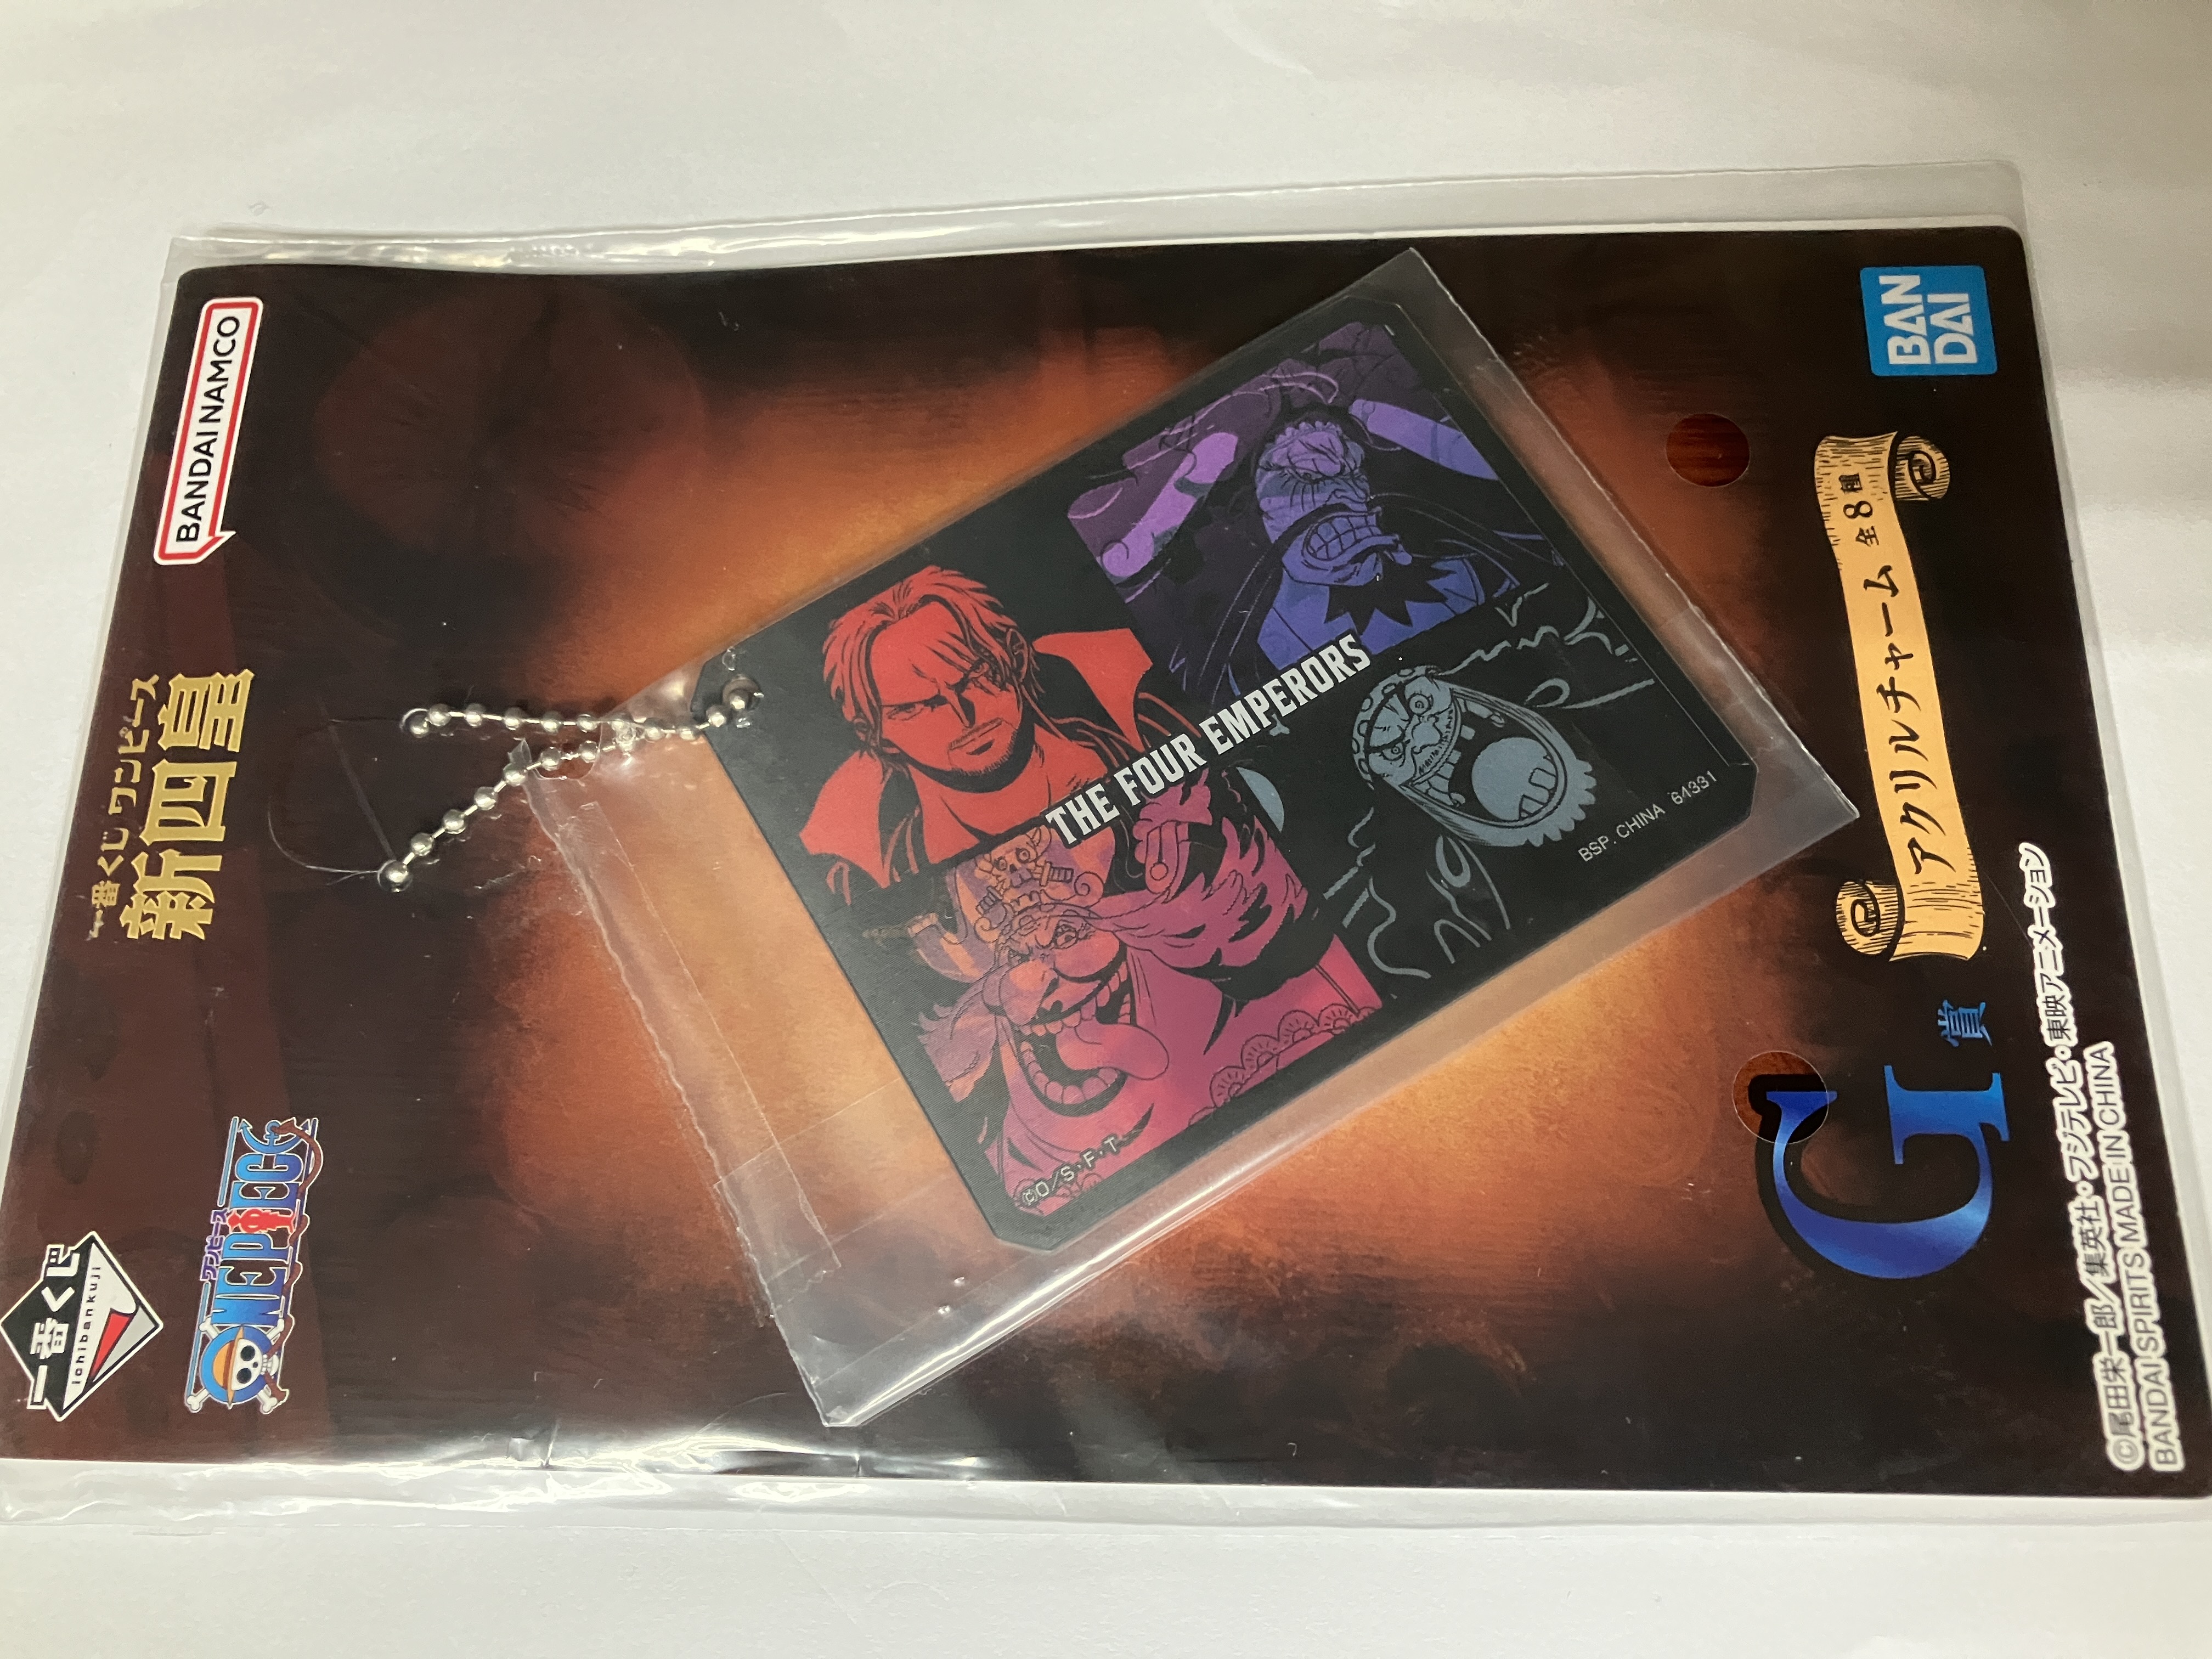 一番くじ
ichibankuji
ワンピース
ONE PIECE
一番くじ ワンピース
新四皇
BANDAI NAMCO
THE FOUR EMPERORS
©O/S・F・T
BSP. CHINA 64331
G賞
アクリルチャーム 全8種
BAN
DAI
©尾田栄一郎/集英社・フジテレビ・東映アニメーション
BANDAI SPIRITS MADE IN CHINA